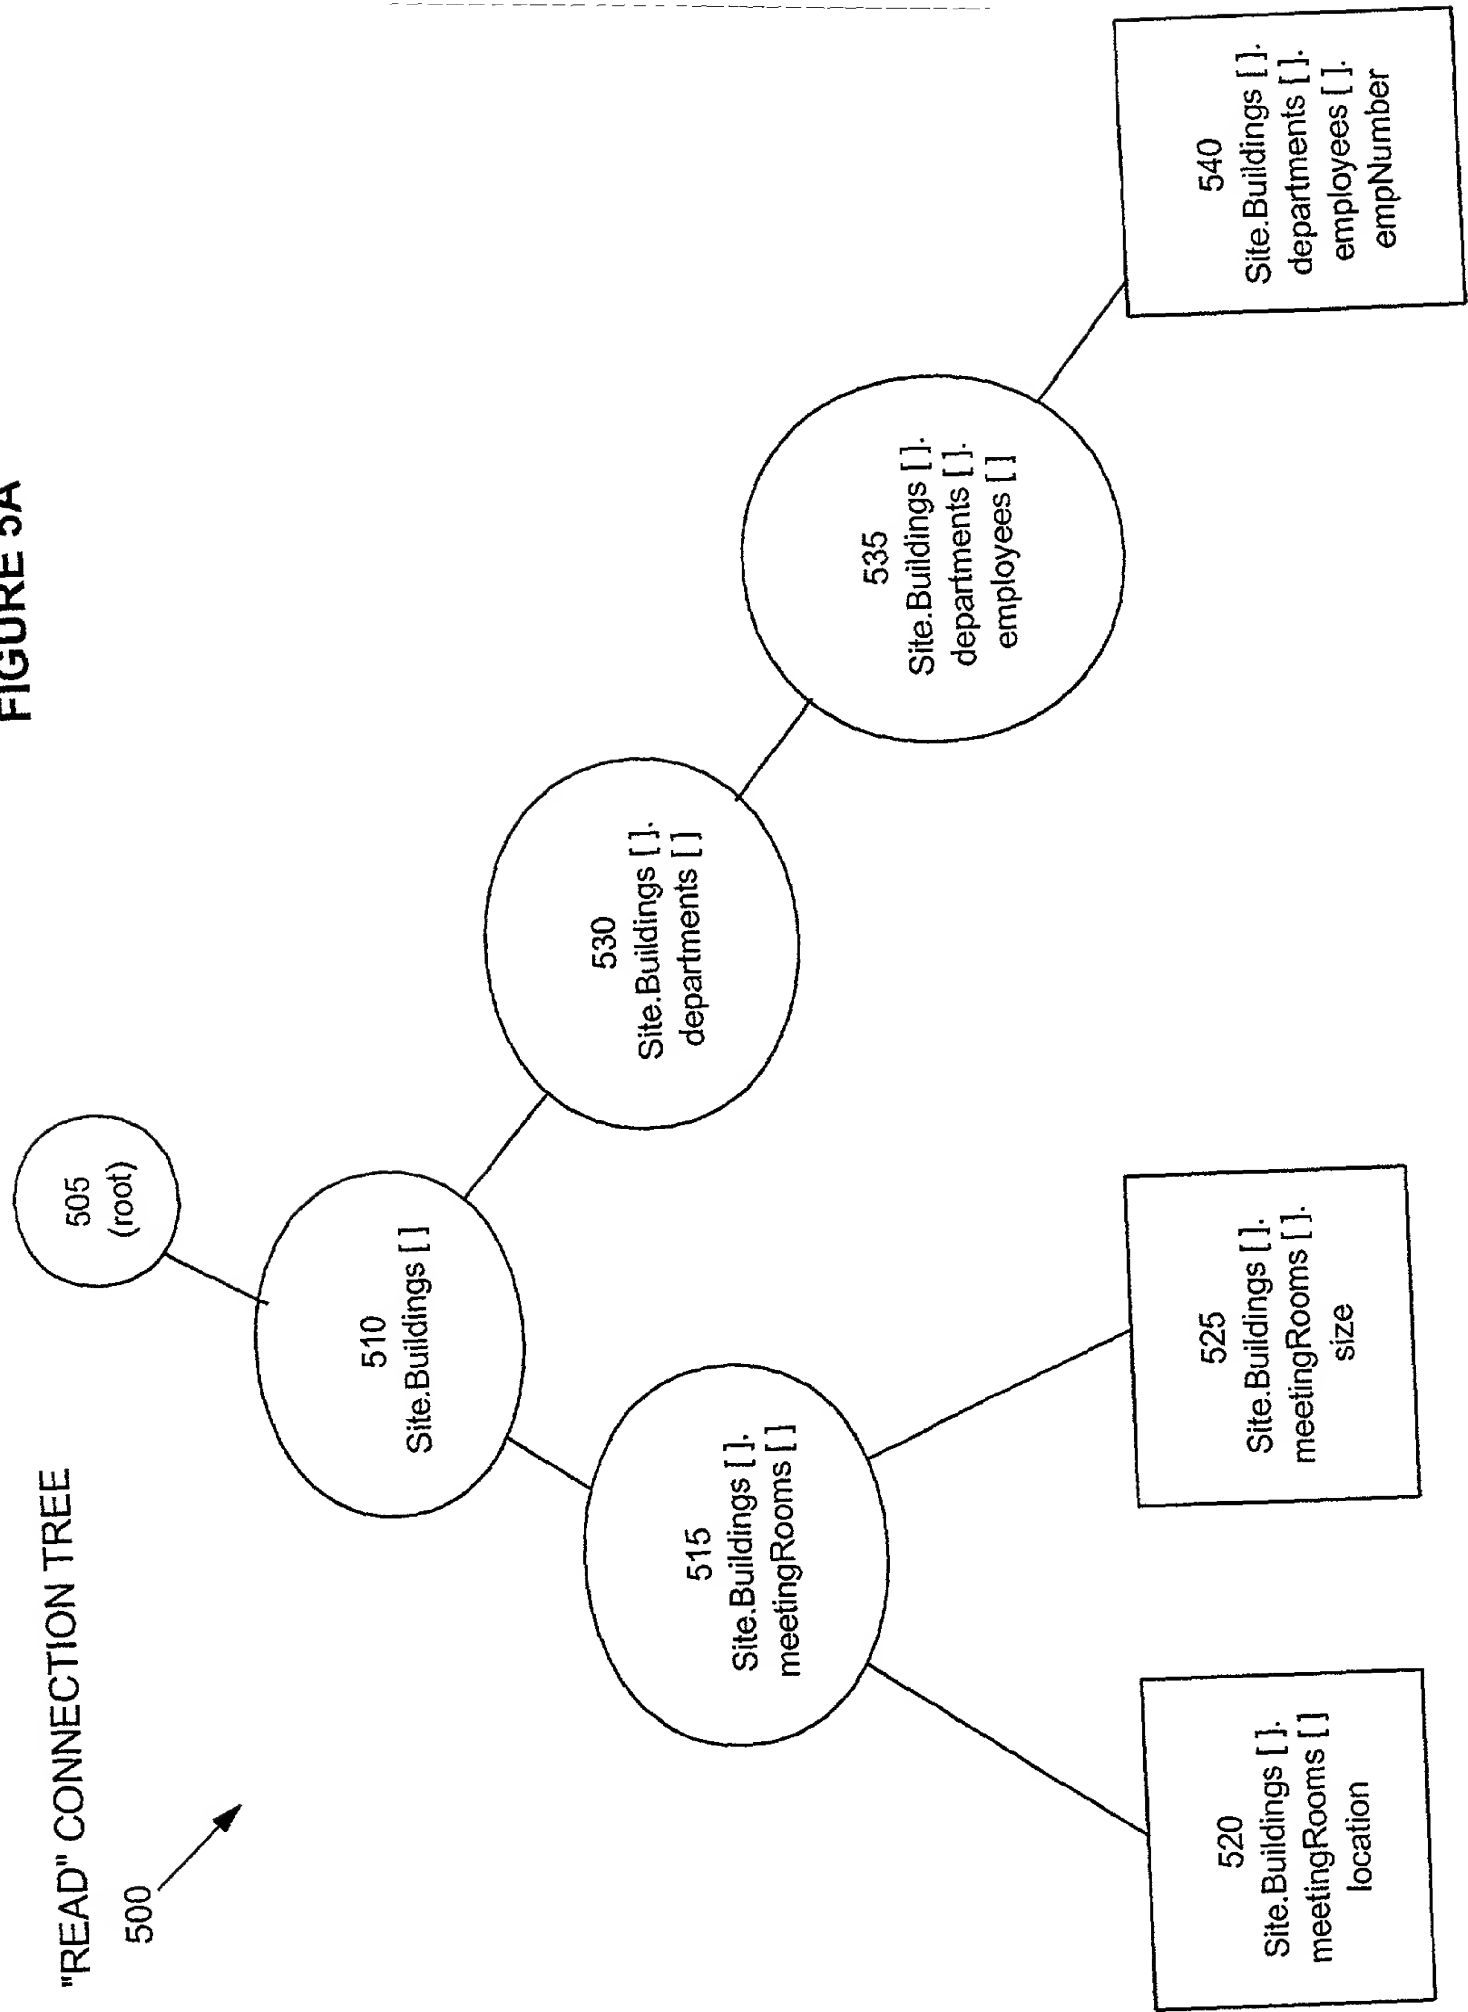 FIGURE 5A
"READ" CONNECTION TREE
500
505
(root)
510
Site.Buildings [ ]
515
Site.Buildings [ ].
meetingRooms [ ]
520
Site.Buildings [ ].
meetingRooms [ ]
location
525
Site.Buildings [ ].
meetingRooms [ ].
size
530
Site.Buildings [ ].
departments [ ]
535
Site.Buildings [ ].
departments [ ].
employees [ ]
540
Site.Buildings [ ].
departments [ ].
employees [ ].
empNumber